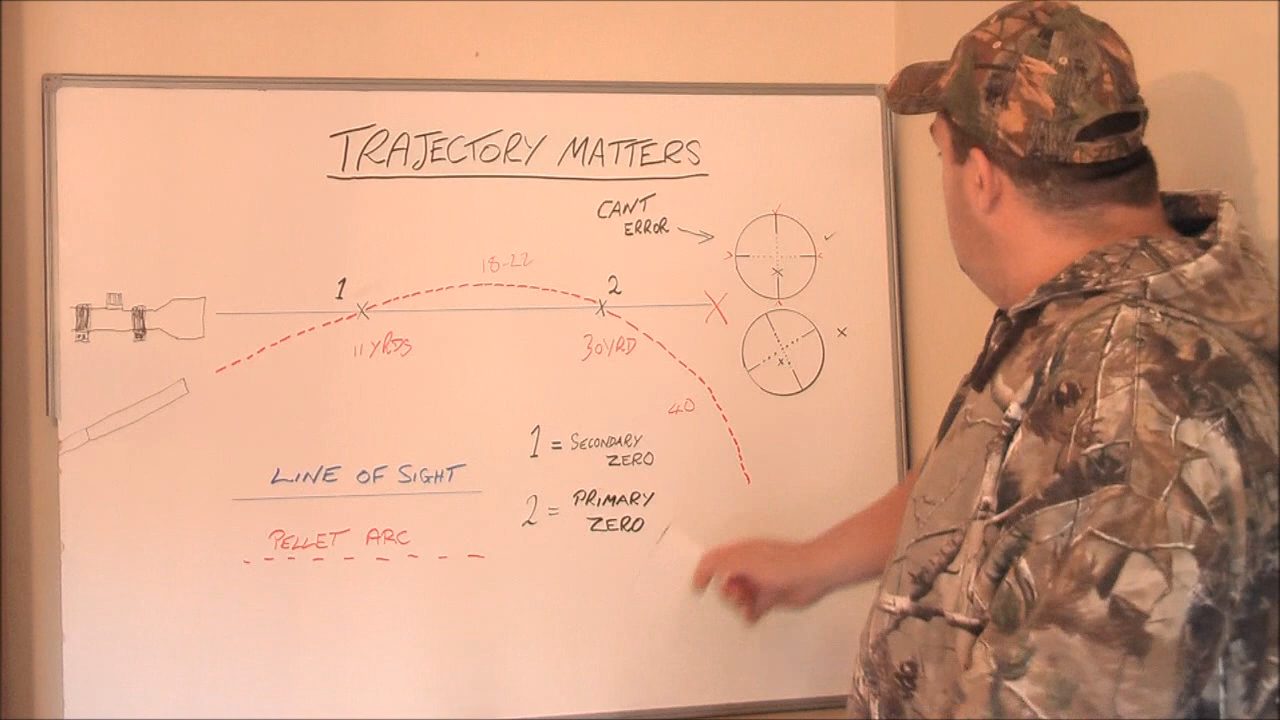 TRAJECTORY MATTERS
CANT
ERROR
18-22
1
2
11YRDS
30YRD
40
1 = SECONDARY
ZERO
LINE OF SIGHT
2 = PRIMARY
ZERO
PELLET ARC